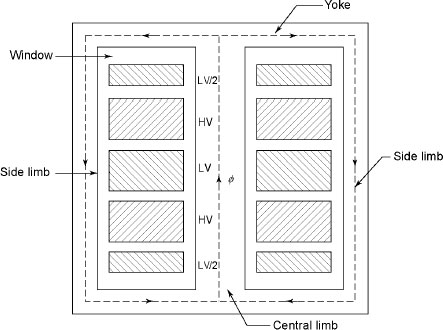 Yoke
Window
LV/2
HV
Side limb
LV
ϕ
Side limb
HV
LV/2
Central limb